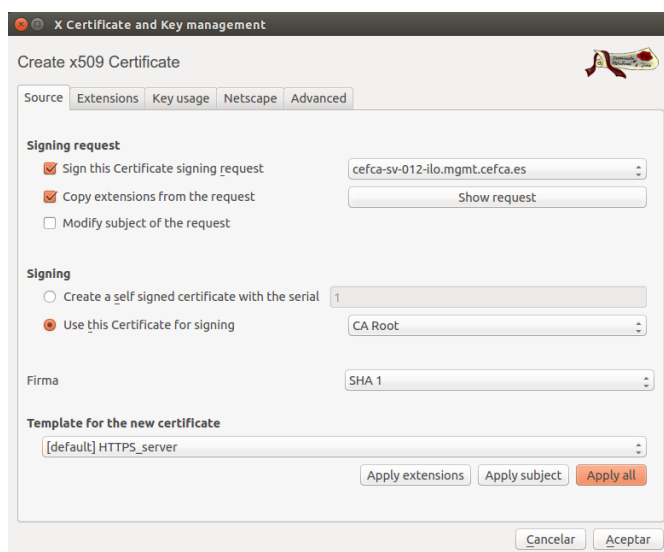 X Certificate and Key management
Create x509 Certificate
Source Extensions Key usage Netscape Advanced
Signing request
Sign this Certificate signing request cefca-sv-012-ilo.mgmt.cefca.es
Copy extensions from the request Show request
Modify subject of the request
Signing
Create a self signed certificate with the serial 1
Use this Certificate for signing CA Root
Firma SHA 1
Template for the new certificate
[default] HTTPS_server
Apply extensions Apply subject Apply all
Cancelar Aceptar